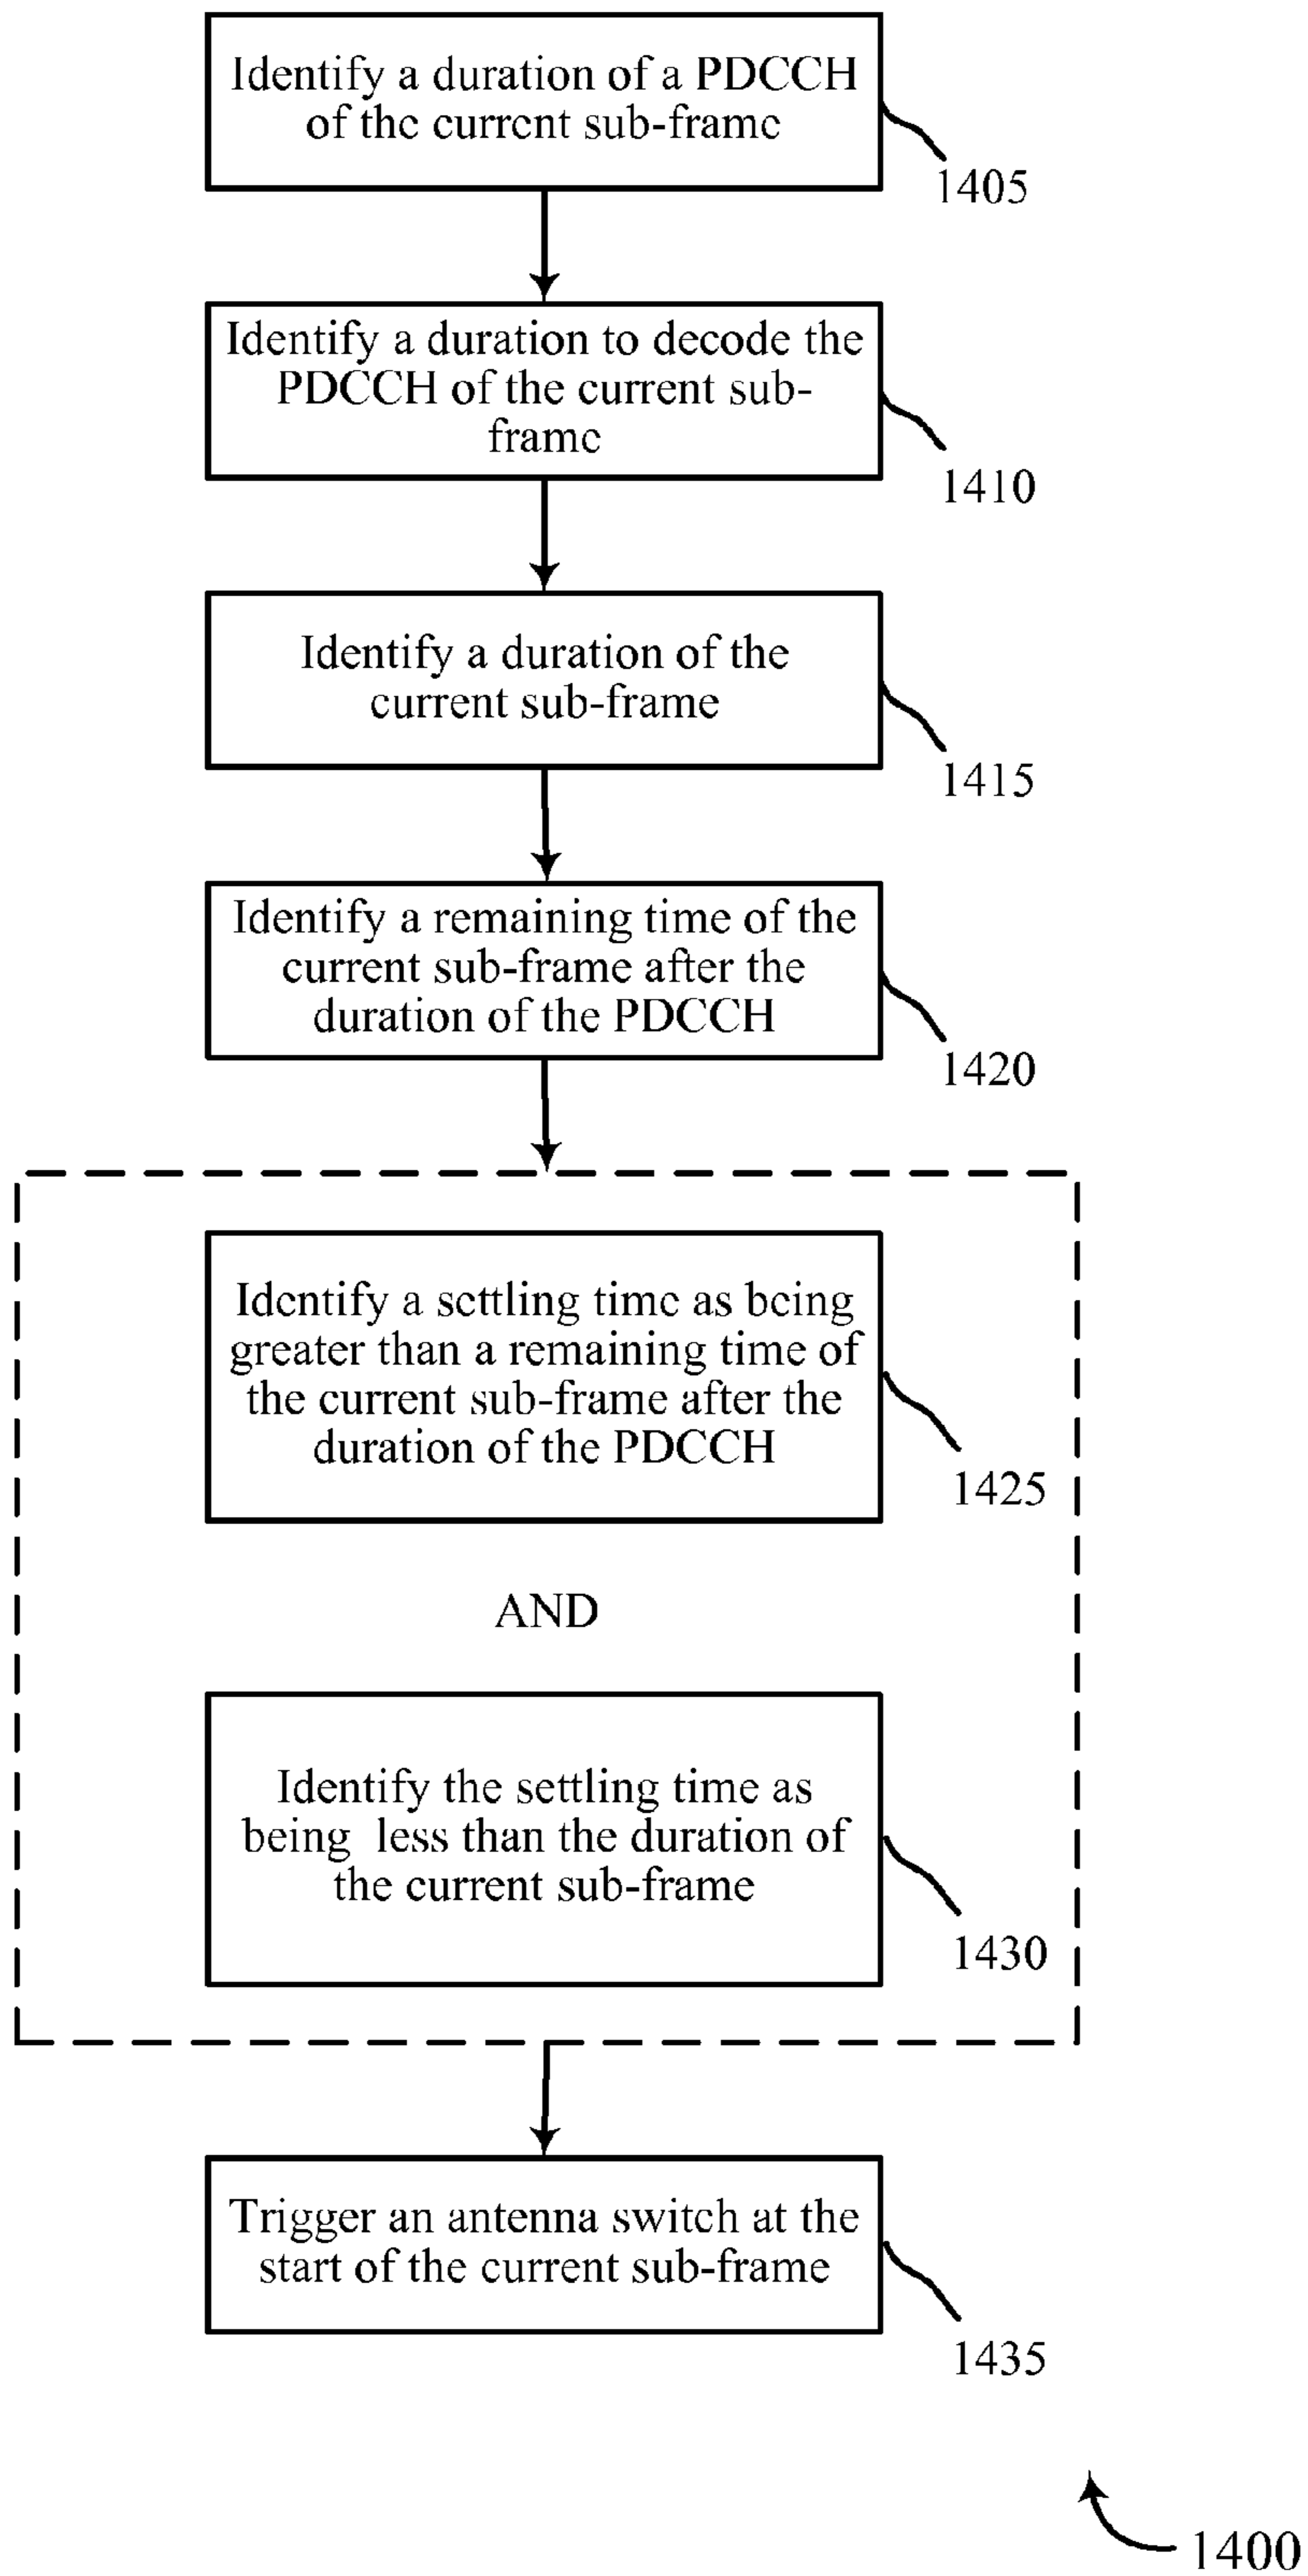 Identify a duration of a PDCCH
of the current sub-frame
1405
Identify a duration to decode the
PDCCH of the current sub-
frame
1410
Identify a duration of the
current sub-frame
1415
Identify a remaining time of the
current sub-frame after the
duration of the PDCCH
1420
Identify a settling time as being
greater than a remaining time of
the current sub-frame after the
duration of the PDCCH
1425
AND
Identify the settling time as
being less than the duration of
the current sub-frame
1430
Trigger an antenna switch at the
start of the current sub-frame
1435
1400